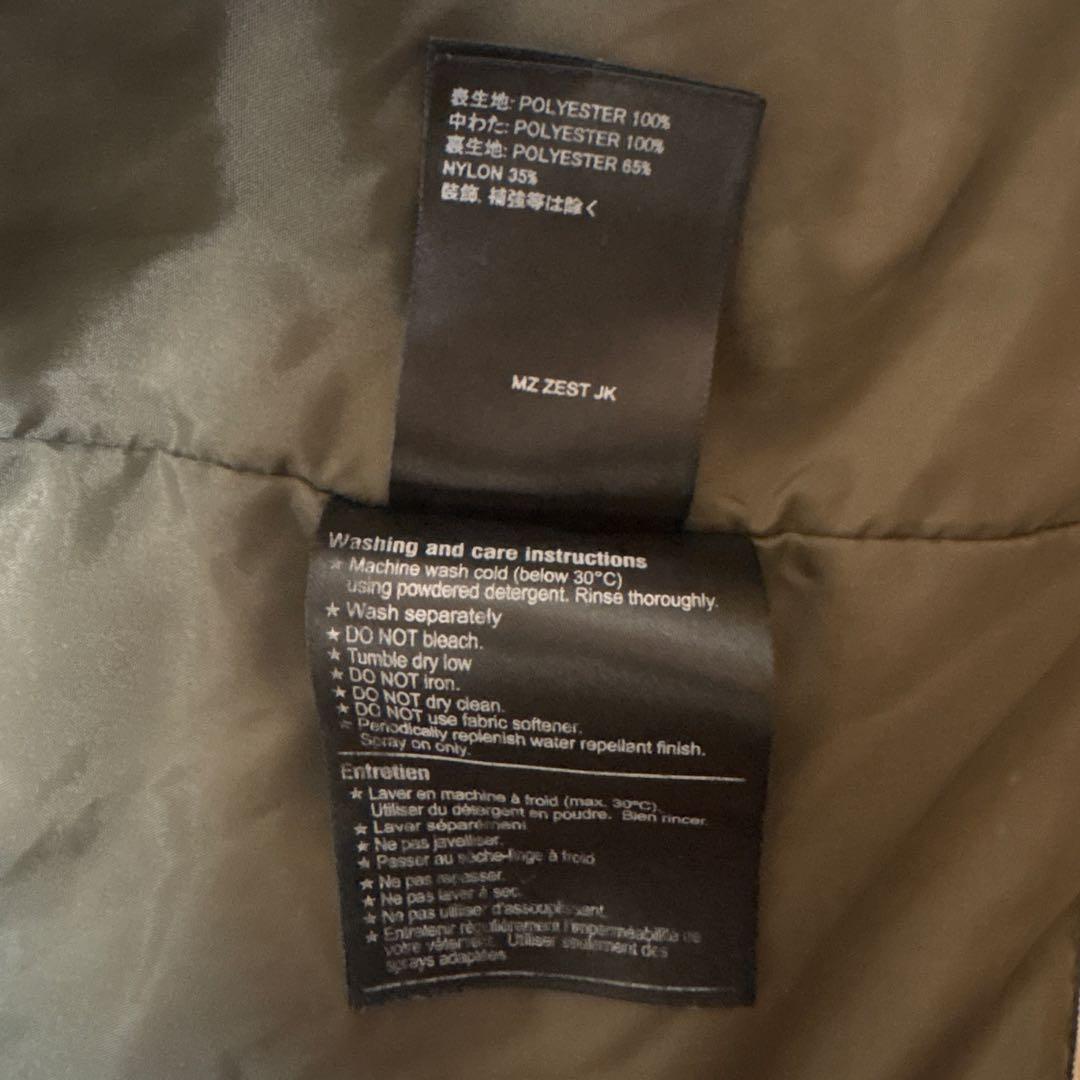 表生地: POLYESTER 100%
中わた: POLYESTER 100%
裏生地: POLYESTER 65%
NYLON 35%
装飾, 補強等は除く
MZ ZEST JK
Washing and care instructions
★ Machine wash cold (below 30°C)
using powdered detergent. Rinse thoroughly.
★ Wash separately
★ DO NOT bleach.
★ Tumble dry low
★ DO NOT iron.
★ DO NOT dry clean.
★ DO NOT use fabric softener.
★ Periodically replenish water repellant finish.
Spray on only.
Entretien
★ Laver en machine à froid (max. 30°C).
Utiliser du détergent en poudre. Bien rincer.
★ Laver séparément
★ Ne pas javelliser.
★ Passer au sèche-linge à froid
★ Ne pas repasser.
★ Ne pas laver à sec.
★ Ne pas utiliser d'assouplissant.
★ Entretenir régulièrement l'imperméabilité de
votre vêtement. Utiliser seulement des
sprays adaptées